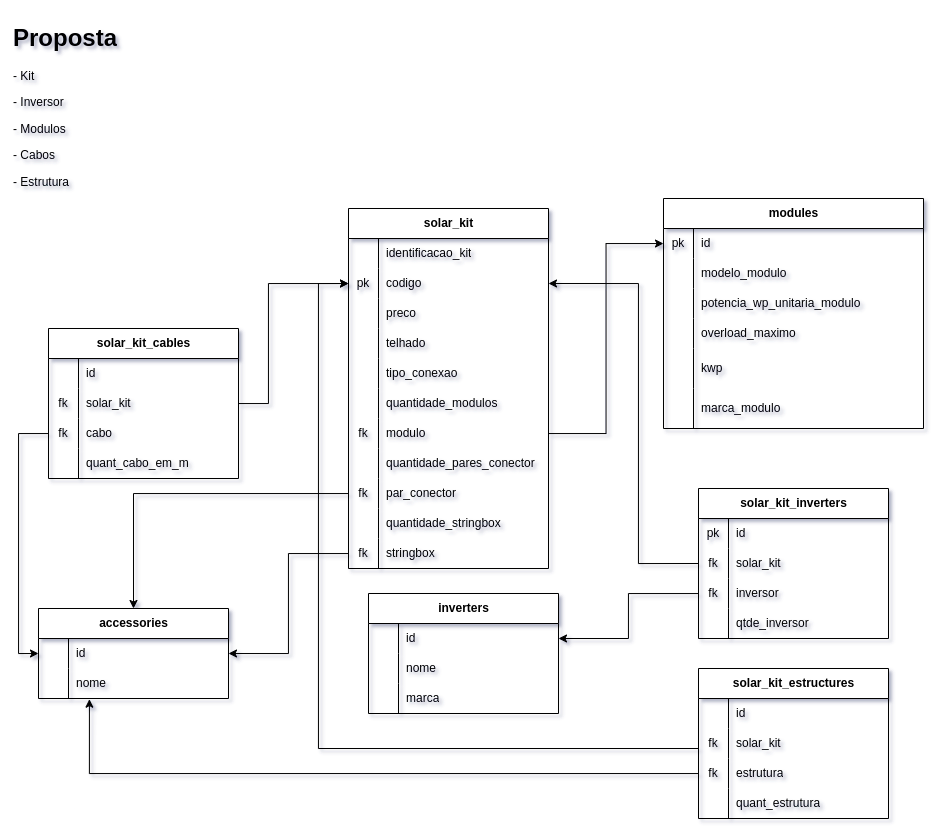 Proposta
- Kit
- Inversor
- Modulos
- Cabos
- Estrutura
solar_kit
identificacao_kit
pk codigo
preco
telhado
tipo_conexao
quantidade_modulos
fk modulo
quantidade_pares_conector
fk par_conector
quantidade_stringbox
fk stringbox
modules
pk id
modelo_modulo
potencia_wp_unitaria_modulo
overload_maximo
kwp
marca_modulo
solar_kit_cables
id
fk solar_kit
fk cabo
quant_cabo_em_m
solar_kit_inverters
pk id
fk solar_kit
fk inversor
qtde_inversor
accessories
id
nome
inverters
id
nome
marca
solar_kit_estructures
id
fk solar_kit
fk estrutura
quant_estrutura